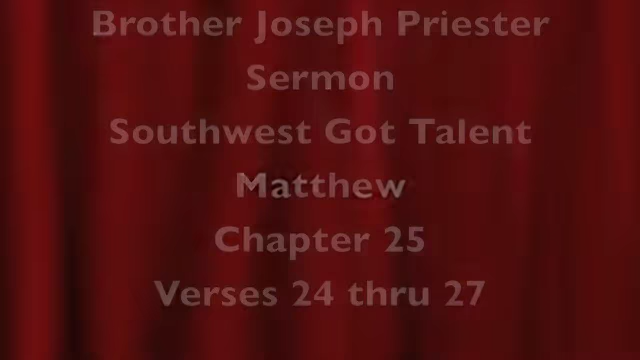 Brother Joseph Priester
Sermon
Southwest Got Talent
Matthew
Chapter 25
Verses 24 thru 27